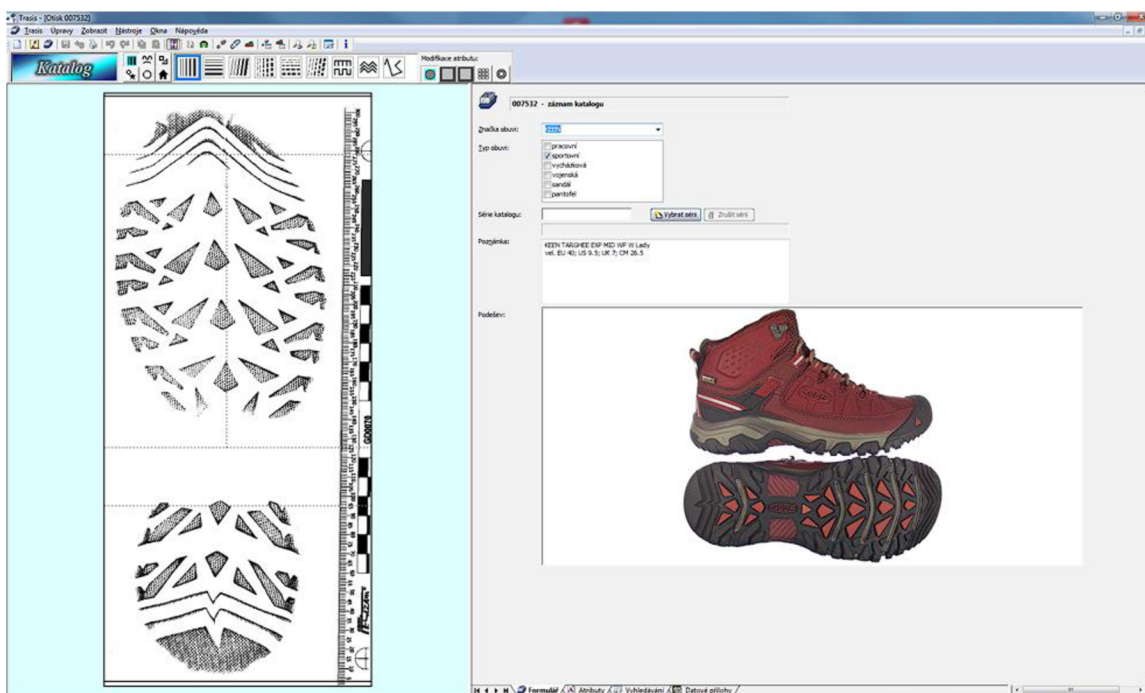 Trasis - [Otisk 007532]
Trasis Úpravy Zobrazit Nástroje Okna Nápověda
Katalog
Modifikace atributu:
007532 - záznam katalogu
Značka obuvi:
KEEN
Typ obuvi:
pracovní
sportovní
vycházková
vojenská
sandál
pantofel
Série katalogu:
Vybrat sérii
Zrušit sérii
Poznámka:
KEEN TARGHEE EXP MID WP W Lady
vel. EU 40; US 9.5; UK 7; CM 26.5
Podešev:
GD0070
Formulář
Atributy
Vyhledávání
Datové přílohy